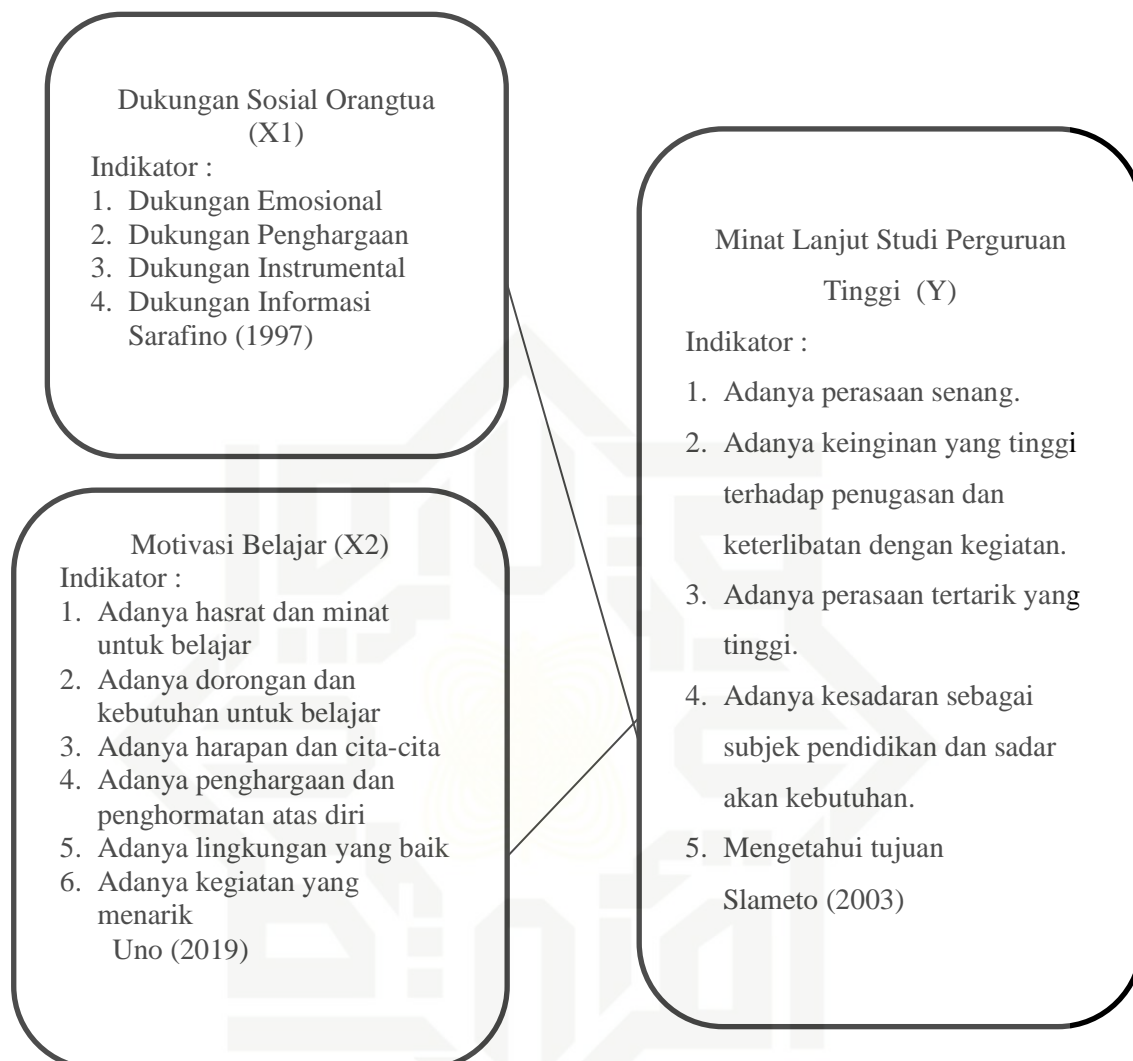 Dukungan Sosial Orangtua
(X1)
Indikator :
1. Dukungan Emosional
2. Dukungan Penghargaan
3. Dukungan Instrumental
4. Dukungan Informasi
Sarafino (1997)
Motivasi Belajar (X2)
Indikator :
1. Adanya hasrat dan minat
untuk belajar
2. Adanya dorongan dan
kebutuhan untuk belajar
3. Adanya harapan dan cita-cita
4. Adanya penghargaan dan
penghormatan atas diri
5. Adanya lingkungan yang baik
6. Adanya kegiatan yang
menarik
Uno (2019)
Minat Lanjut Studi Perguruan
Tinggi (Y)
Indikator :
1. Adanya perasaan senang.
2. Adanya keinginan yang tinggi
terhadap penugasan dan
keterlibatan dengan kegiatan.
3. Adanya perasaan tertarik yang
tinggi.
4. Adanya kesadaran sebagai
subjek pendidikan dan sadar
akan kebutuhan.
5. Mengetahui tujuan
Slameto (2003)